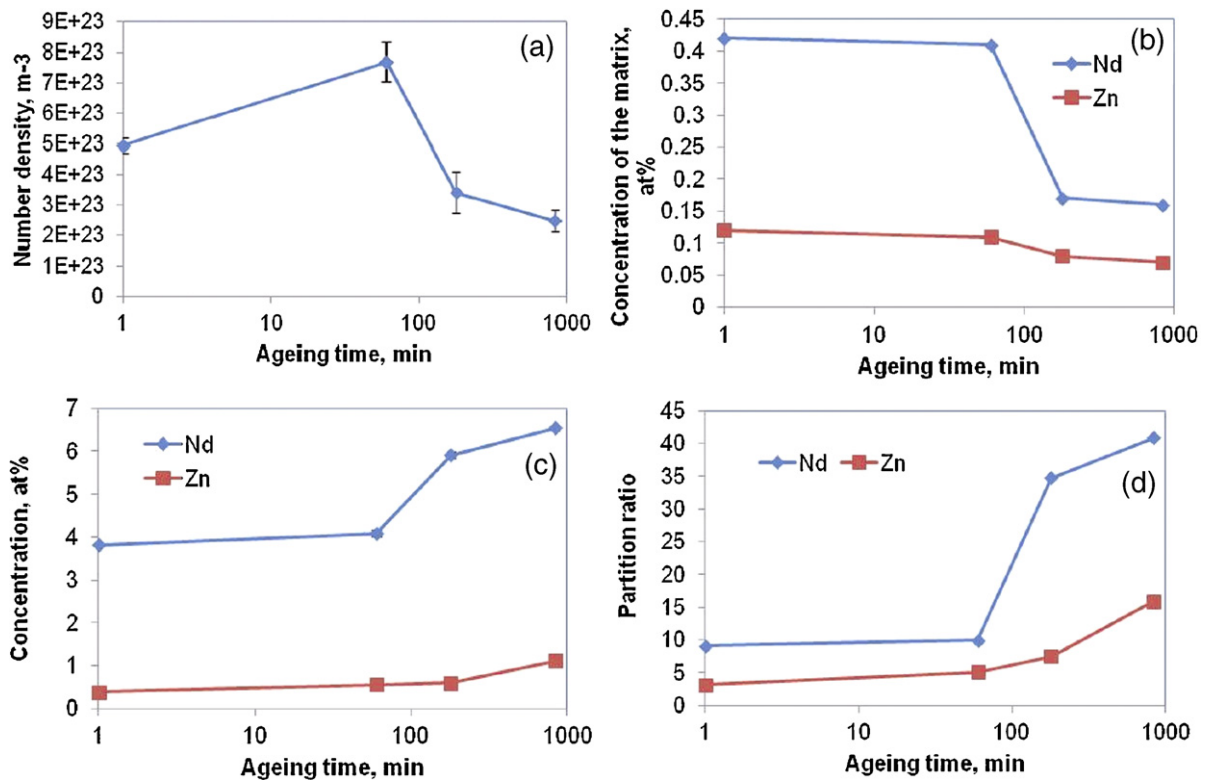 (a)
Number density, m-3
9E+23
8E+23
7E+23
6E+23
5E+23
4E+23
3E+23
2E+23
1E+23
0
1 10 100 1000
Ageing time, min
(b)
Concentration of the matrix,
at%
0.45
0.4
0.35
0.3
0.25
0.2
0.15
0.1
0.05
0
Nd
Zn
1 10 100 1000
Ageing time, min
(c)
Concentration, at%
7
6
5
4
3
2
1
0
Nd
Zn
1 10 100 1000
Ageing time, min
(d)
Partition ratio
45
40
35
30
25
20
15
10
5
0
Nd Zn
1 10 100 1000
Ageing time, min